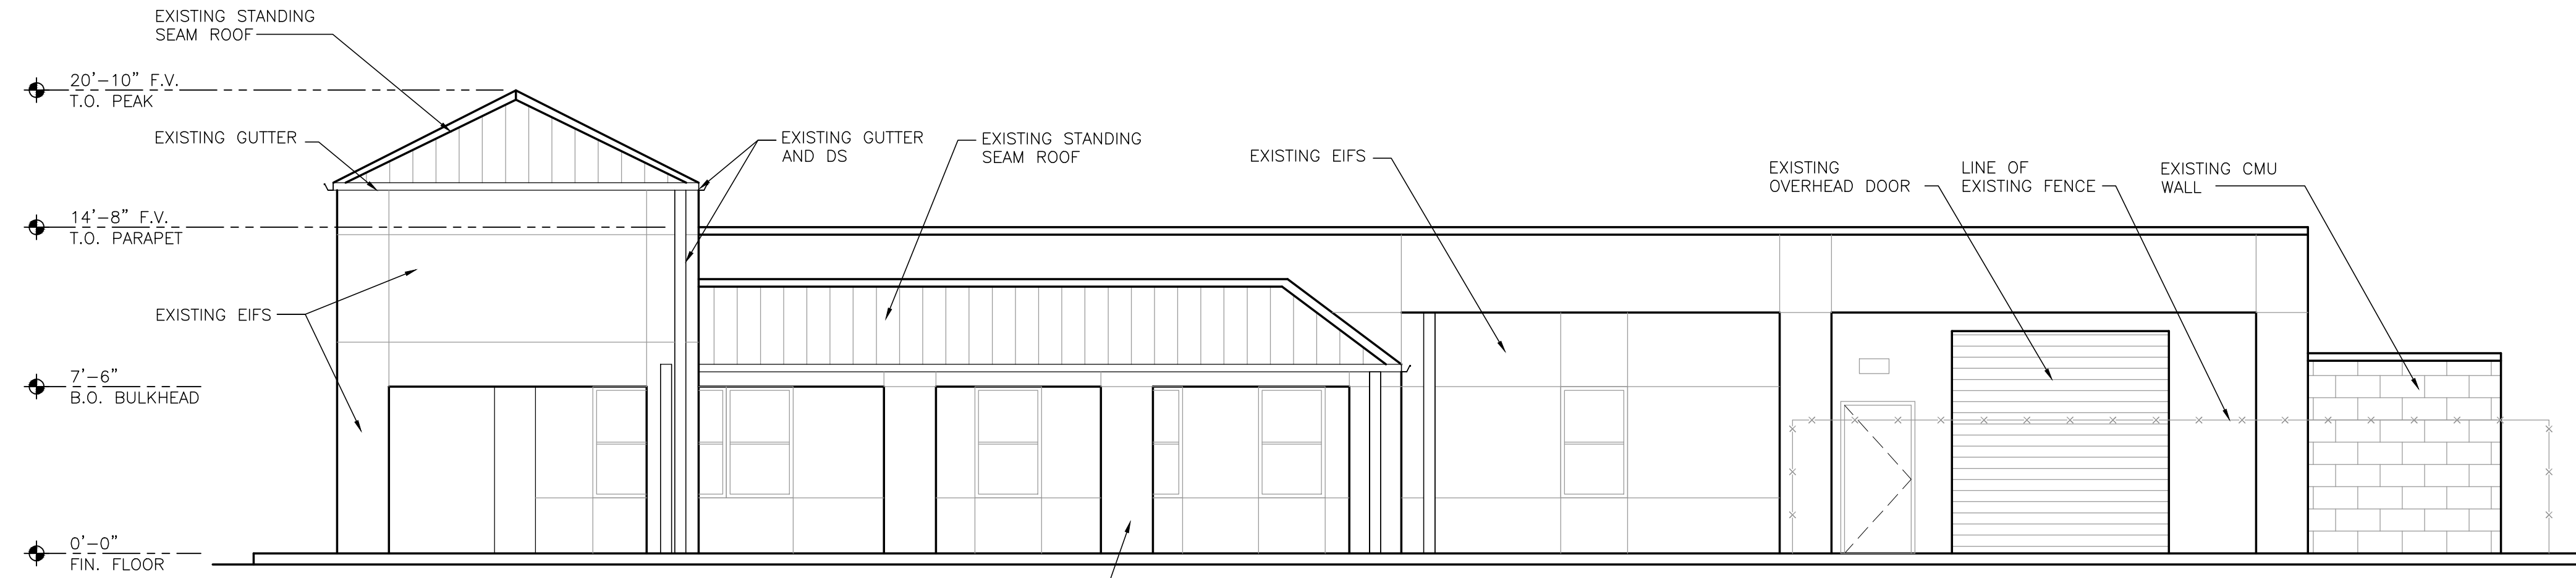 EXISTING STANDING
SEAM ROOF
20'-10" F.V.
T.O. PEAK
EXISTING GUTTER
EXISTING GUTTER
AND DS
EXISTING STANDING
SEAM ROOF
EXISTING EIFS
EXISTING
OVERHEAD DOOR
LINE OF
EXISTING FENCE
EXISTING CMU
WALL
14'-8" F.V.
T.O. PARAPET
EXISTING EIFS
7'-6"
B.O. BULKHEAD
0'-0"
FIN. FLOOR